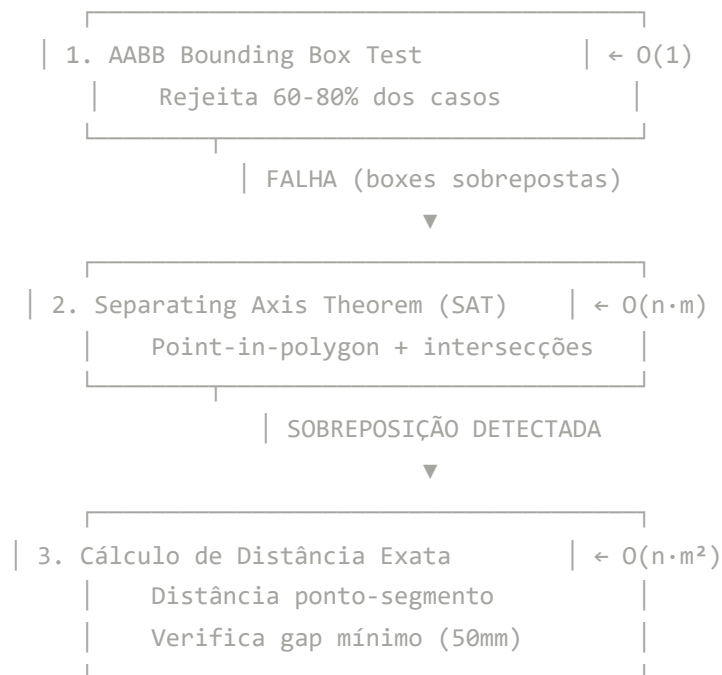 1. AABB Bounding Box Test ← O(1)
Rejeita 60-80% dos casos
FALHA (boxes sobrepostas)
▼
2. Separating Axis Theorem (SAT) ← O(n·m)
Point-in-polygon + intersecções
SOBREPOSIÇÃO DETECTADA
▼
3. Cálculo de Distância Exata ← O(n·m²)
Distância ponto-segmento
Verifica gap mínimo (50mm)